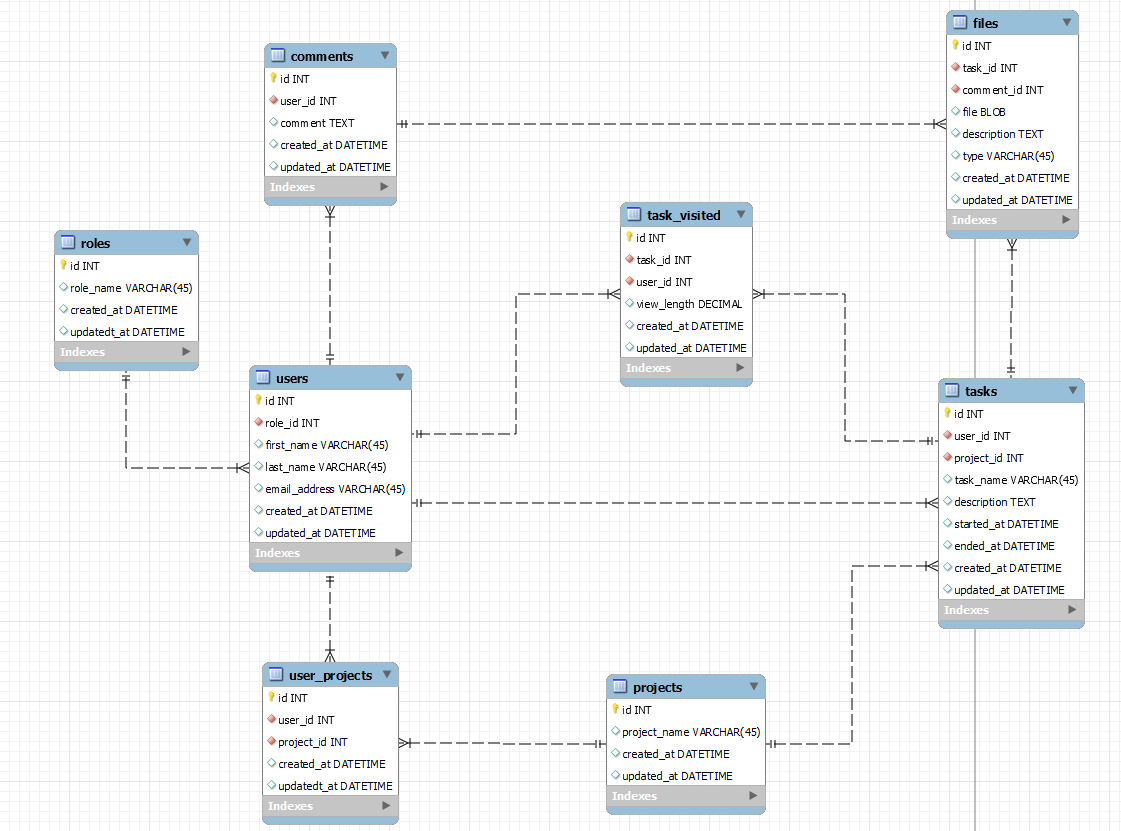 comments
id INT
user_id INT
comment TEXT
created_at DATETIME
updated_at DATETIME
Indexes
files
id INT
task_id INT
comment_id INT
file BLOB
description TEXT
type VARCHAR(45)
created_at DATETIME
updated_at DATETIME
Indexes
roles
id INT
role_name VARCHAR(45)
created_at DATETIME
updatedt_at DATETIME
Indexes
task_visited
id INT
task_id INT
user_id INT
view_length DECIMAL
created_at DATETIME
updated_at DATETIME
Indexes
users
id INT
role_id INT
first_name VARCHAR(45)
last_name VARCHAR(45)
email_address VARCHAR(45)
created_at DATETIME
updated_at DATETIME
Indexes
tasks
id INT
user_id INT
project_id INT
task_name VARCHAR(45)
description TEXT
started_at DATETIME
ended_at DATETIME
created_at DATETIME
updated_at DATETIME
Indexes
user_projects
id INT
user_id INT
project_id INT
created_at DATETIME
updatedt_at DATETIME
Indexes
projects
id INT
project_name VARCHAR(45)
created_at DATETIME
updated_at DATETIME
Indexes